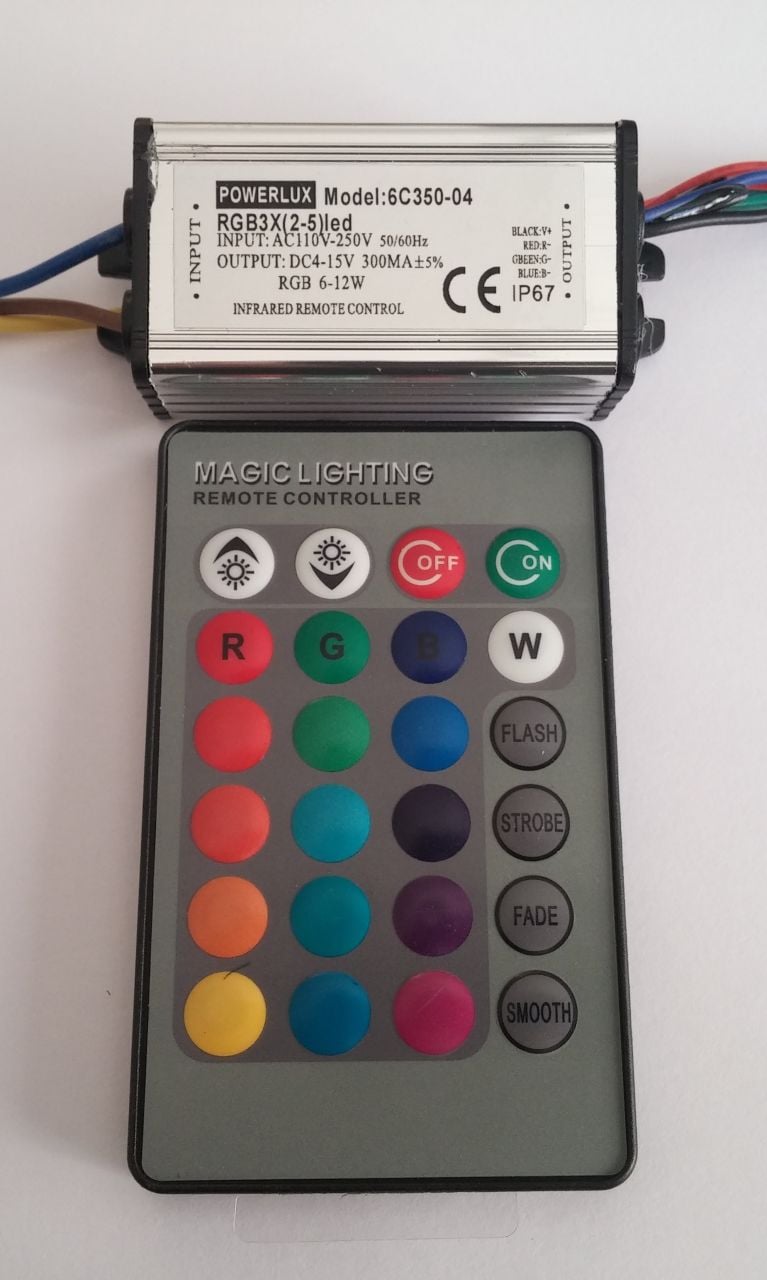 POWERLUX Model:6C350-04
RGB3X(2-5)led
INPUT: AC110V-250V 50/60Hz
OUTPUT: DC4-15V 300MA±5%
RGB 6-12W
INFRARED REMOTE CONTROL
• INPUT •
BLACK:V+
RED:R-
GBEEN:G-
BLUE:B-
CE IP67
• OUTPUT •
MAGIC LIGHTING
REMOTE CONTROLLER
OFF ON
R G B W
FLASH
STROBE
FADE
SMOOTH